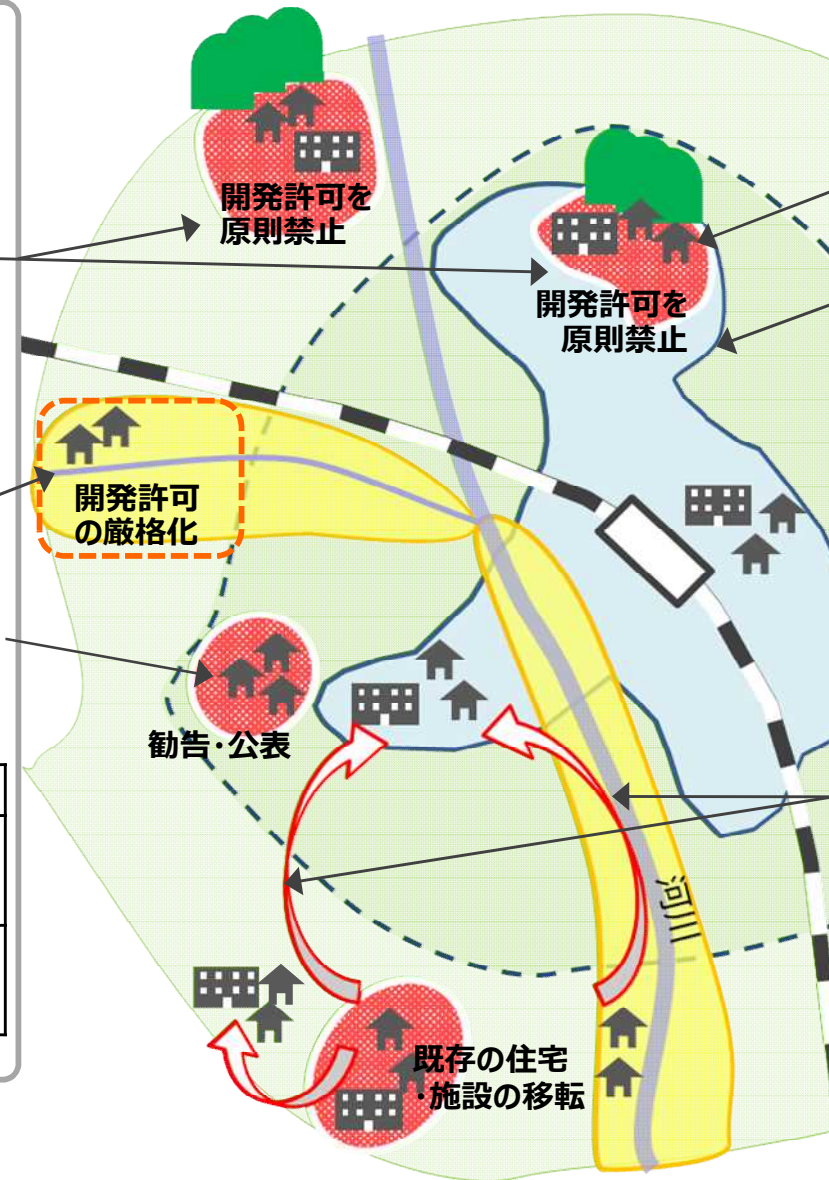 開発許可を
原則禁止
開発許可を
原則禁止
開発許可
の厳格化
勧告・公表
河川
既存の住宅
・施設の移転